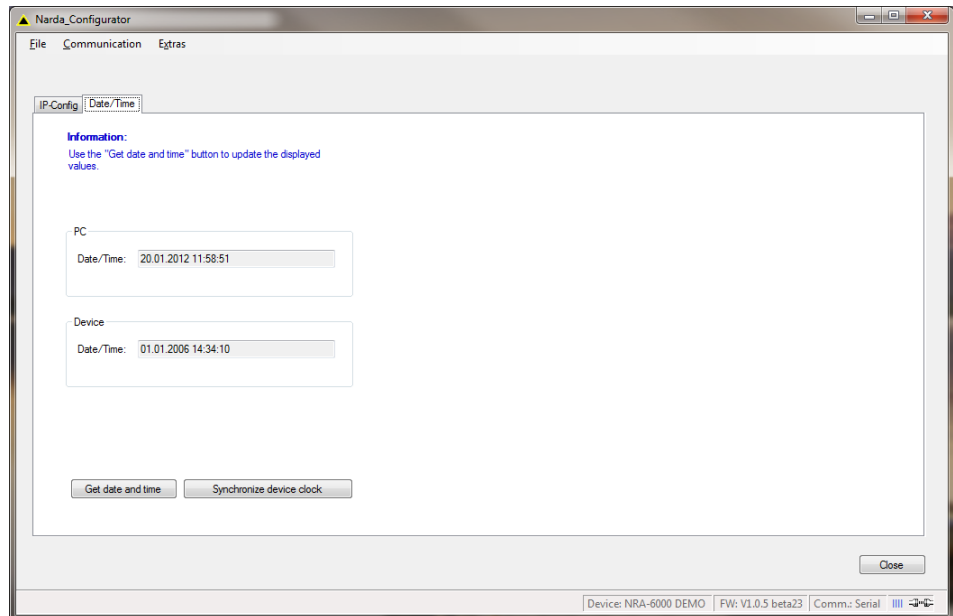 Narda_Configurator
File Communication Extras
IP-Config Date/Time
Information:
Use the "Get date and time" button to update the displayed
values.
PC
Date/Time: 20.01.2012 11:58:51
Device
Date/Time: 01.01.2006 14:34:10
Get date and time Synchronize device clock
Close
Device: NRA-6000 DEMO FW: V1.0.5 beta23 Comm.: Serial